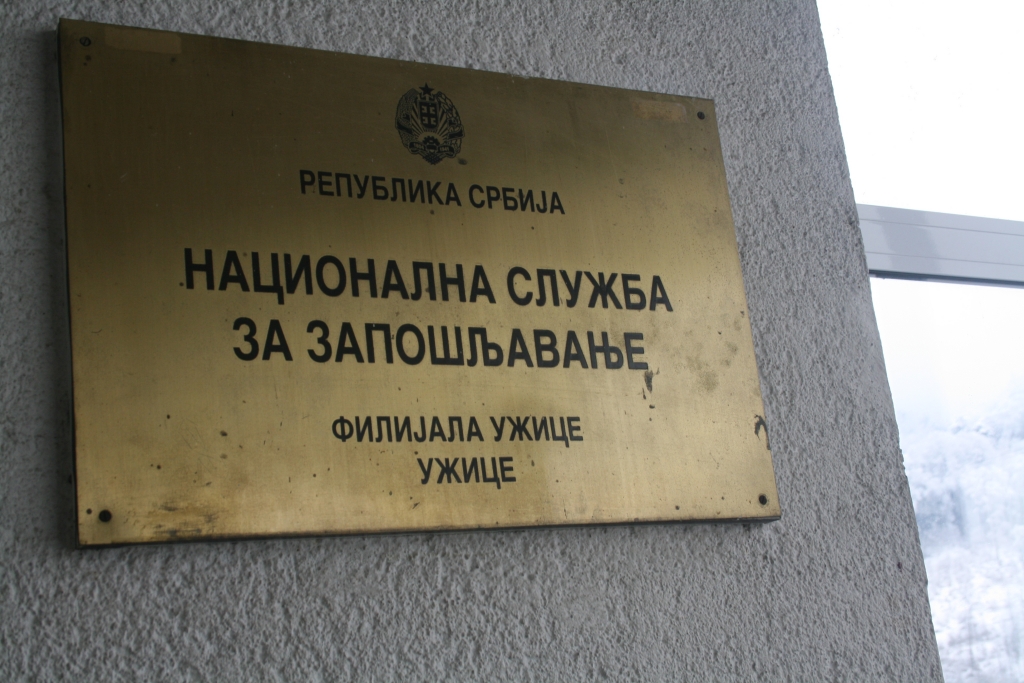 РЕПУБЛИКА СРБИЈА
НАЦИОНАЛНА СЛУЖБА
ЗА ЗАПОШЉАВАЊЕ
ФИЛИЈАЛА УЖИЦЕ
УЖИЦЕ